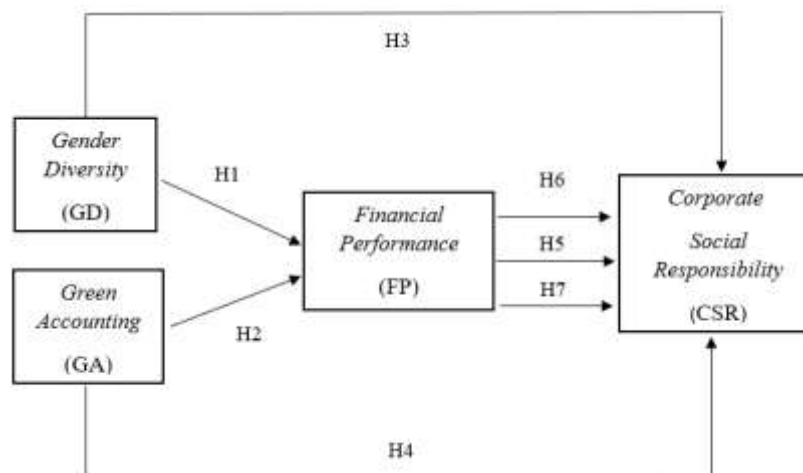 H3
Gender
Diversity
(GD)
H1
Financial
Performance
(FP)
H6
H5
H7
Corporate
Social
Responsibility
(CSR)
Green
Accounting
(GA)
H2
H4